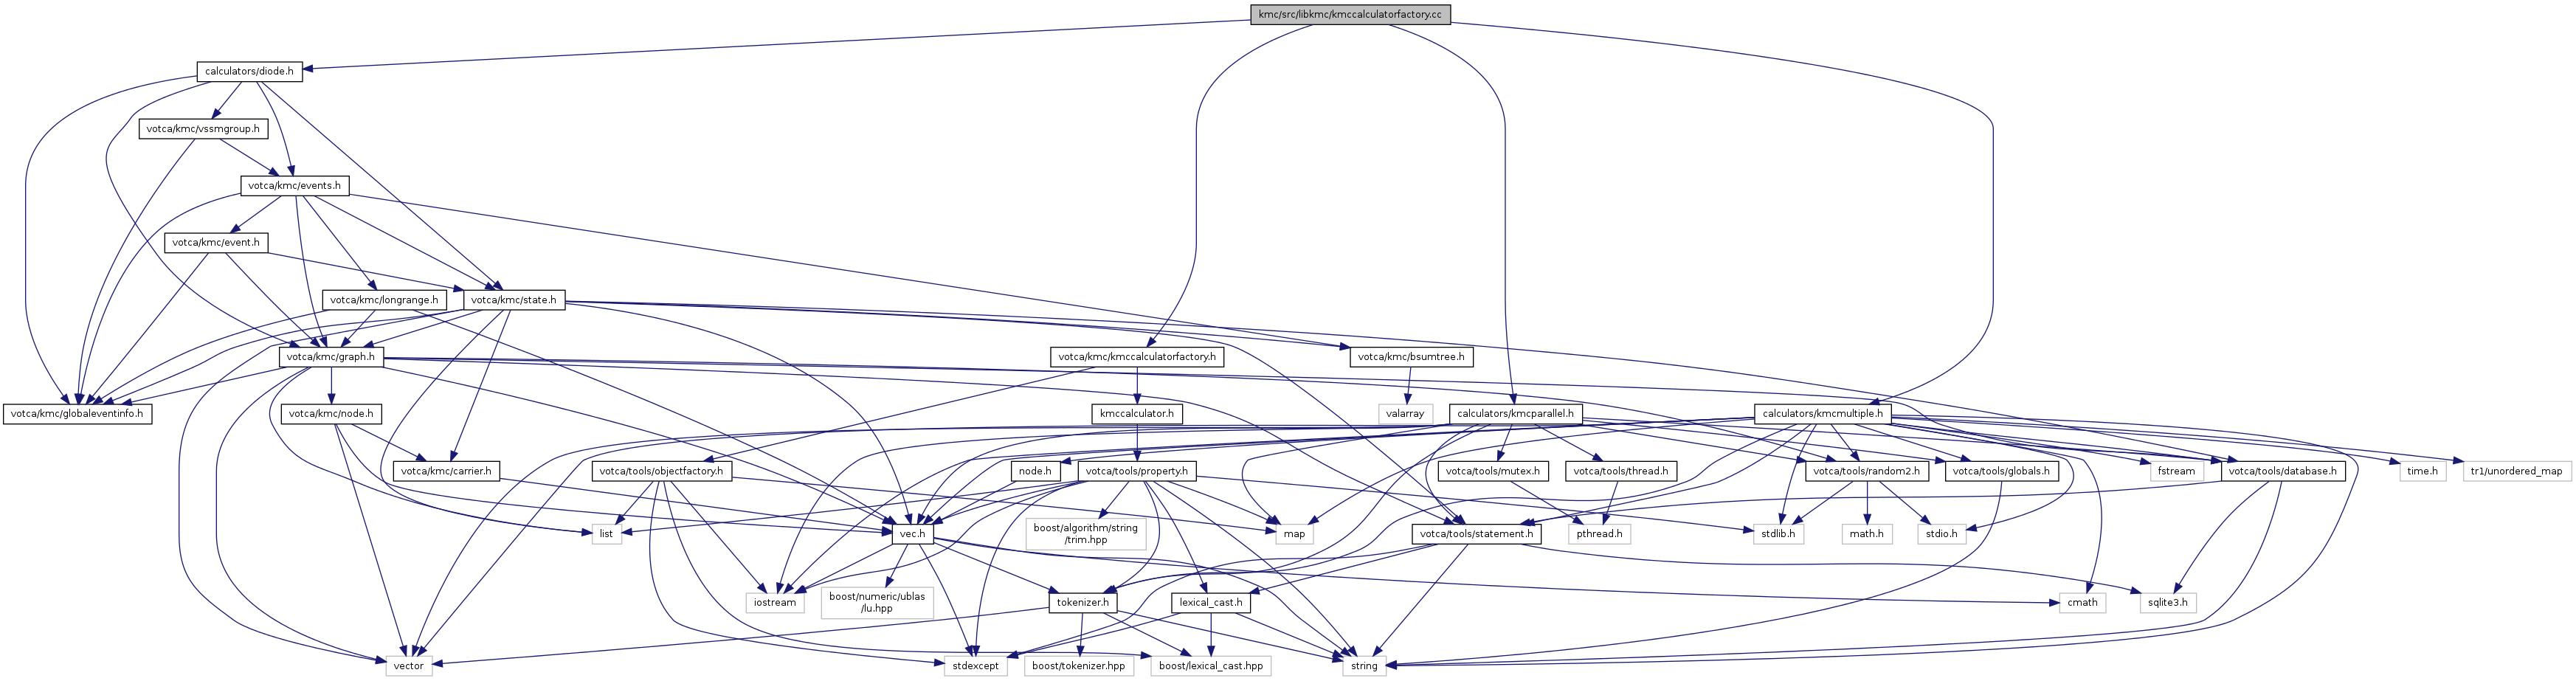 kmc/src/libkmc/kmccalculatorfactory.cc
calculators/diode.h
votca/kmc/vssmgroup.h
votca/kmc/events.h
votca/kmc/event.h
votca/kmc/longrange.h
votca/kmc/state.h
votca/kmc/graph.h
votca/kmc/kmccalculatorfactory.h
votca/kmc/bsumtree.h
votca/kmc/globaleventinfo.h
votca/kmc/node.h
kmccalculator.h
valarray
calculators/kmcparallel.h
calculators/kmcmultiple.h
votca/kmc/carrier.h
votca/tools/objectfactory.h
node.h
votca/tools/property.h
votca/tools/mutex.h
votca/tools/thread.h
votca/tools/random2.h
votca/tools/globals.h
fstream
votca/tools/database.h
time.h
tr1/unordered_map
list
vec.h
boost/algorithm/string
/trim.hpp
map
votca/tools/statement.h
pthread.h
stdlib.h
math.h
stdio.h
iostream
boost/numeric/ublas
/lu.hpp
tokenizer.h
lexical_cast.h
cmath
sqlite3.h
vector
stdexcept
boost/tokenizer.hpp
boost/lexical_cast.hpp
string